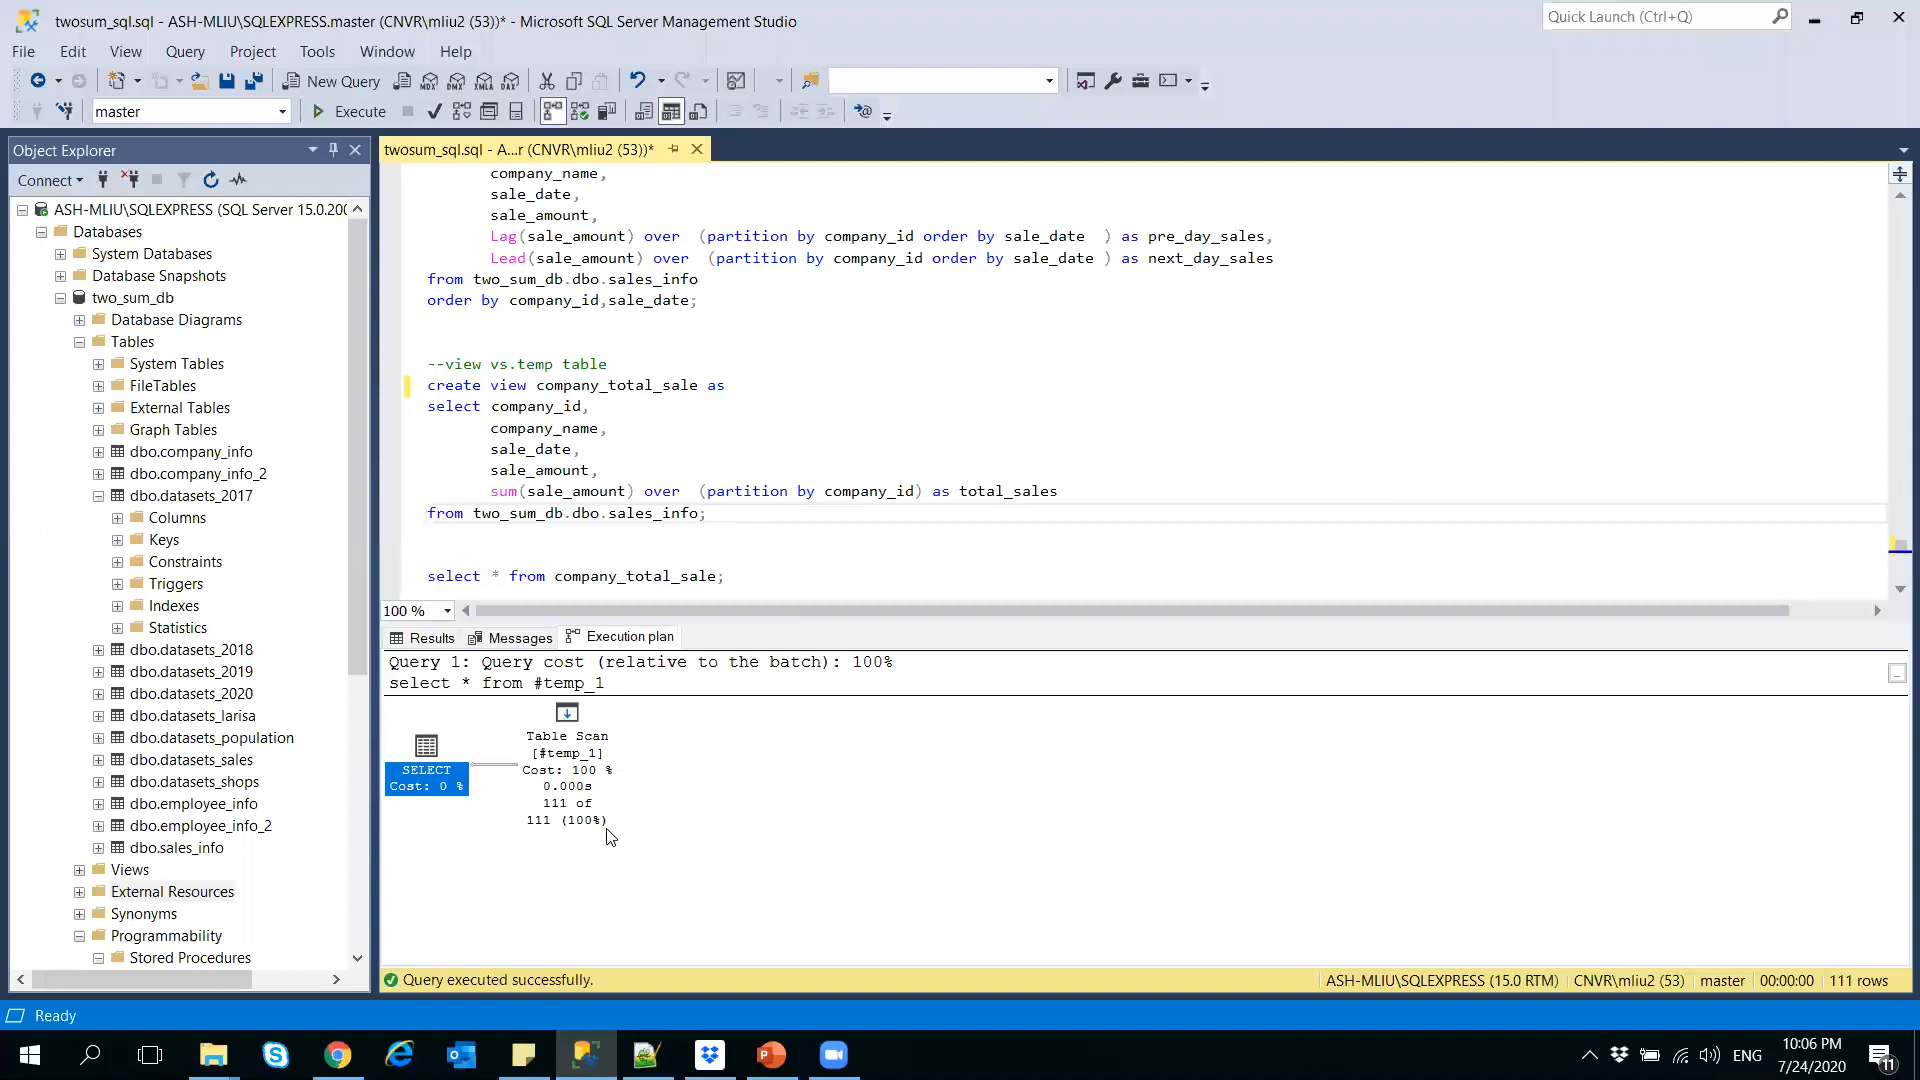 twosum_sql.sql - ASH-MLIU\SQLEXPRESS.master (CNVR\mliu2 (53))* - Microsoft SQL Server Management Studio
Quick Launch (Ctrl+Q)
File Edit View Query Project Tools Window Help
New Query
MDX DMX XMLA DAX
master
Execute
Object Explorer
twosum_sql.sql - A...r (CNVR\mliu2 (53))*
Connect
ASH-MLIU\SQLEXPRESS (SQL Server 15.0.200
Databases
System Databases
Database Snapshots
two_sum_db
Database Diagrams
Tables
System Tables
FileTables
External Tables
Graph Tables
dbo.company_info
dbo.company_info_2
dbo.datasets_2017
Columns
Keys
Constraints
Triggers
Indexes
Statistics
dbo.datasets_2018
dbo.datasets_2019
dbo.datasets_2020
dbo.datasets_larisa
dbo.datasets_population
dbo.datasets_sales
dbo.datasets_shops
dbo.employee_info
dbo.employee_info_2
dbo.sales_info
Views
External Resources
Synonyms
Programmability
Stored Procedures
company_name,
sale_date,
sale_amount,
Lag(sale_amount) over (partition by company_id order by sale_date ) as pre_day_sales,
Lead(sale_amount) over (partition by company_id order by sale_date ) as next_day_sales
from two_sum_db.dbo.sales_info
order by company_id,sale_date;
--view vs.temp table
create view company_total_sale as
select company_id,
company_name,
sale_date,
sale_amount,
sum(sale_amount) over (partition by company_id) as total_sales
from two_sum_db.dbo.sales_info;
select * from company_total_sale;
100 %
Results Messages Execution plan
Query 1: Query cost (relative to the batch): 100%
select * from #temp_1
SELECT
Cost: 0 %
Table Scan
[#temp_1]
Cost: 100 %
0.000s
111 of
111 (100%)
Query executed successfully.
ASH-MLIU\SQLEXPRESS (15.0 RTM) CNVR\mliu2 (53) master 00:00:00 111 rows
Ready
ENG
10:06 PM
7/24/2020
11